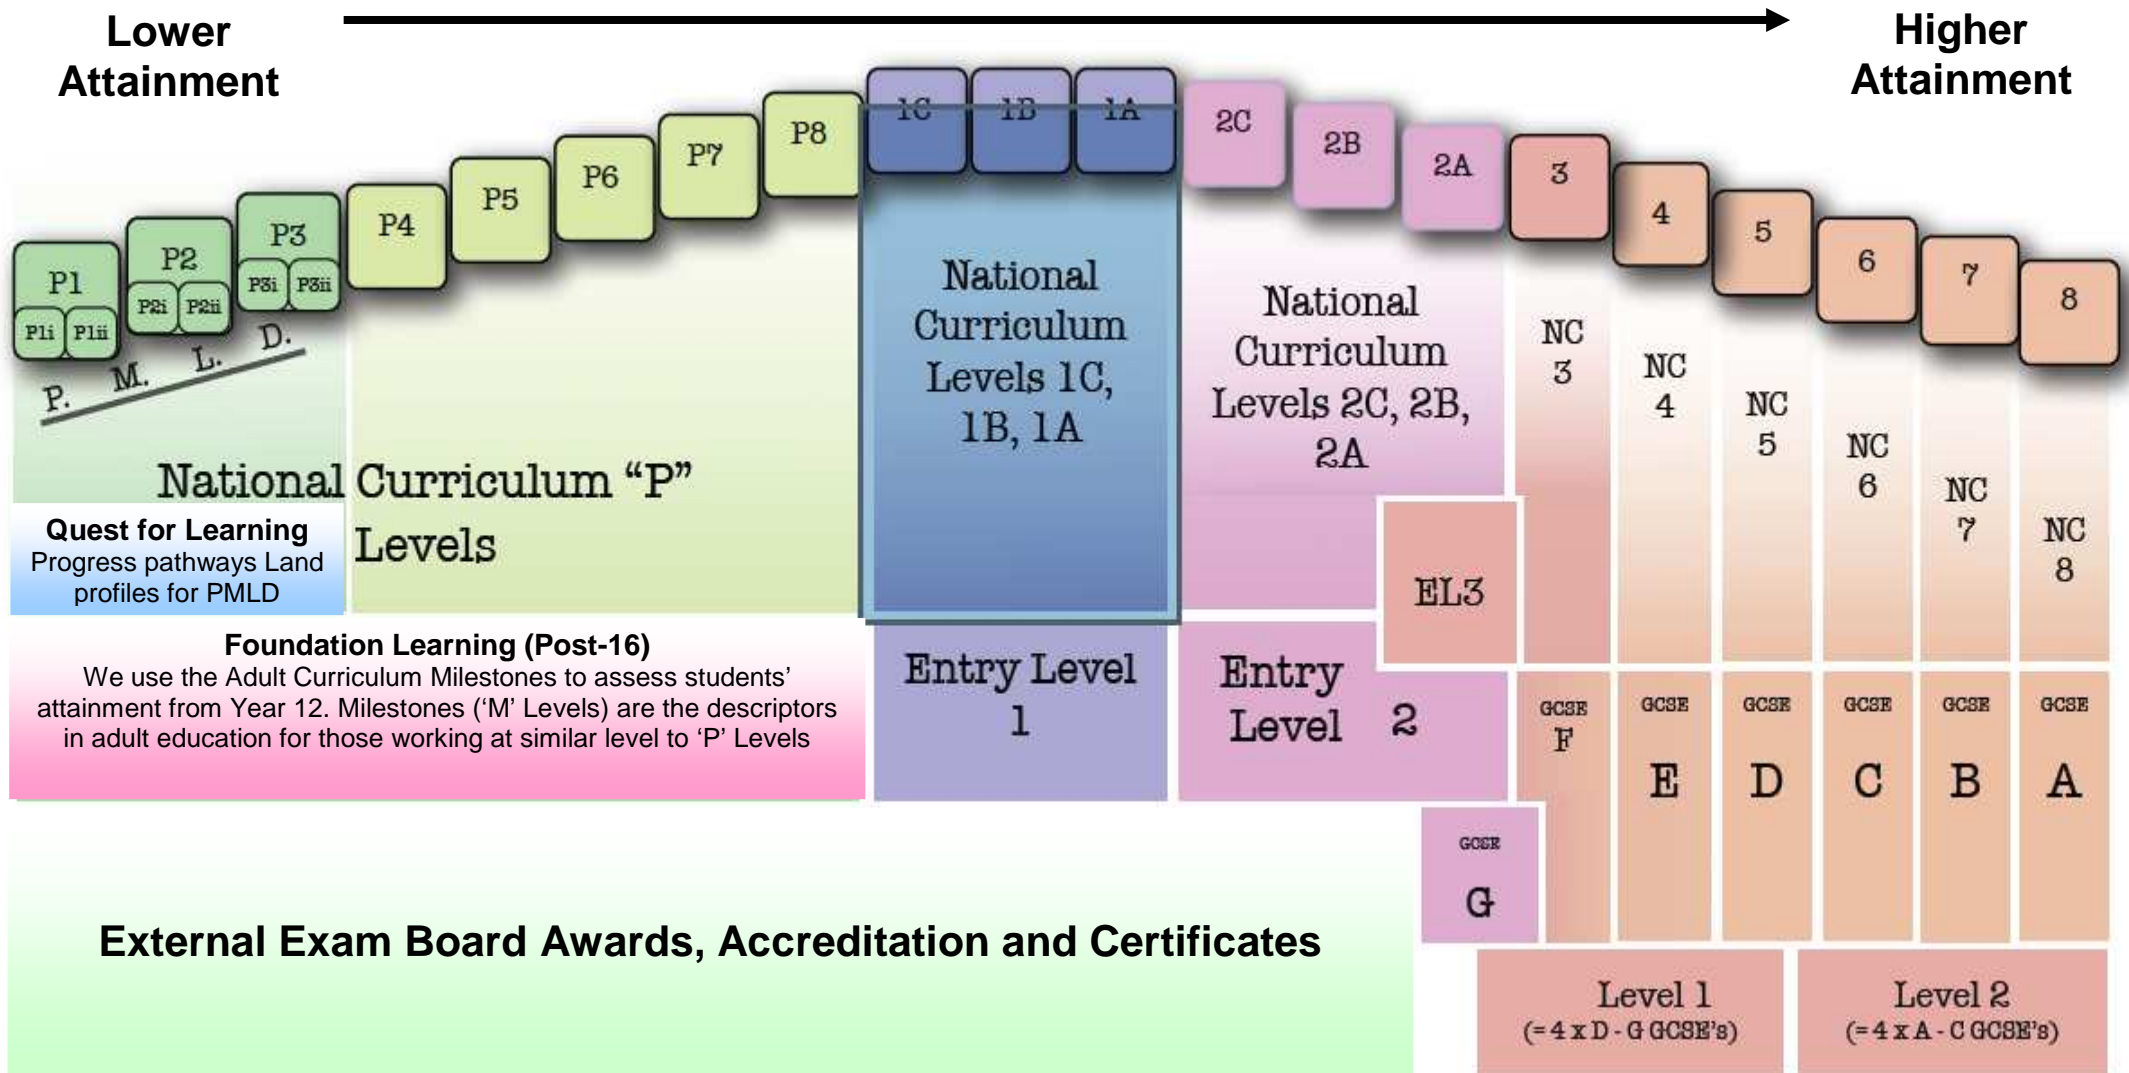 Lower
Attainment
Higher
Attainment
P1
P1i
P1ii
P2
P2i
P2ii
P3
P3i
P3ii
P4
P5
P6
P7
P8
1C
1B
1A
2C
2B
2A
3
4
5
6
7
8
P. M. L. D.
National Curriculum “P”
Levels
National
Curriculum
Levels 1C,
1B, 1A
National
Curriculum
Levels 2C, 2B,
2A
NC
3
NC
4
NC
5
NC
6
NC
7
NC
8
Quest for Learning
Progress pathways Land
profiles for PMLD
EL3
Foundation Learning (Post-16)
We use the Adult Curriculum Milestones to assess students’
attainment from Year 12. Milestones (‘M’ Levels) are the descriptors
in adult education for those working at similar level to ‘P’ Levels
Entry Level
1
Entry
Level 2
GCSE
F
GCSE
E
GCSE
D
GCSE
C
GCSE
B
GCSE
A
GCSE
G
External Exam Board Awards, Accreditation and Certificates
Level 1
(= 4 x D - G GCSE's)
Level 2
(= 4 x A - C GCSE's)